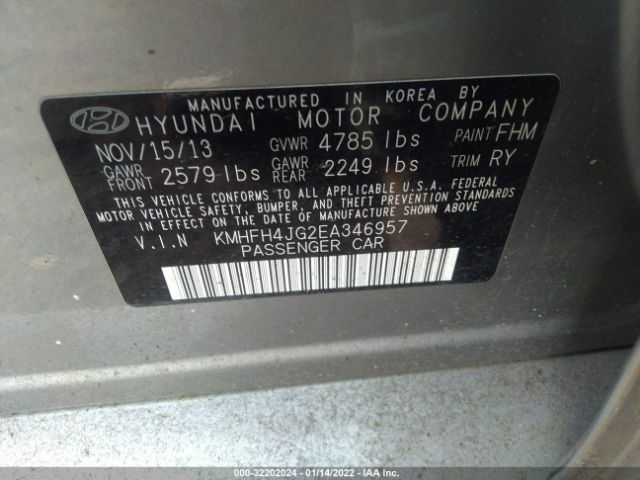 MANUFACTURED IN KOREA BY
HYUNDAI MOTOR COMPANY
NOV/15/13 GVWR 4785 lbs PAINT FHM
GAWR FRONT 2579 lbs GAWR REAR 2249 lbs TRIM RY
THIS VEHICLE CONFORMS TO ALL APPLICABLE U.S.A. FEDERAL
MOTOR VEHICLE SAFETY, BUMPER, AND THEFT PREVENTION STANDARDS
IN EFFECT ON THE DATE OF MANUFACTURE SHOWN ABOVE.
V.I.N KMHFH4JG2EA346957
PASSENGER CAR
000-32202024 - 01/14/2022 - IAA Inc.